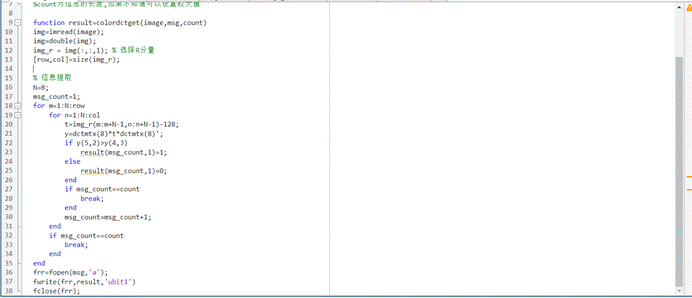 7 %count为信息的长度,如果不知道可以设置较大值
8
9 function result=colordctget(image,msg,count)
10 img=imread(image);
11 img=double(img);
12 img_r = img(:,:,1); % 选择R分量
13 [row,col]=size(img_r);
14
15 % 信息提取
16 N=8;
17 msg_count=1;
18 for m=1:N:row
19 for n=1:N:col
20 t=img_r(m:m+N-1,n:n+N-1)-128;
21 y=dctmtx(8)*t*dctmtx(8)';
22 if y(5,2)>y(4,3)
23 result(msg_count,1)=1;
24 else
25 result(msg_count,1)=0;
26 end
27 if msg_count==count
28 break;
29 end
30 msg_count=msg_count+1;
31 end
32 if msg_count==count
33 break;
34 end
35 end
36 frr=fopen(msg,'a');
37 fwrite(frr,result,'ubit1')
38 fclose(frr);